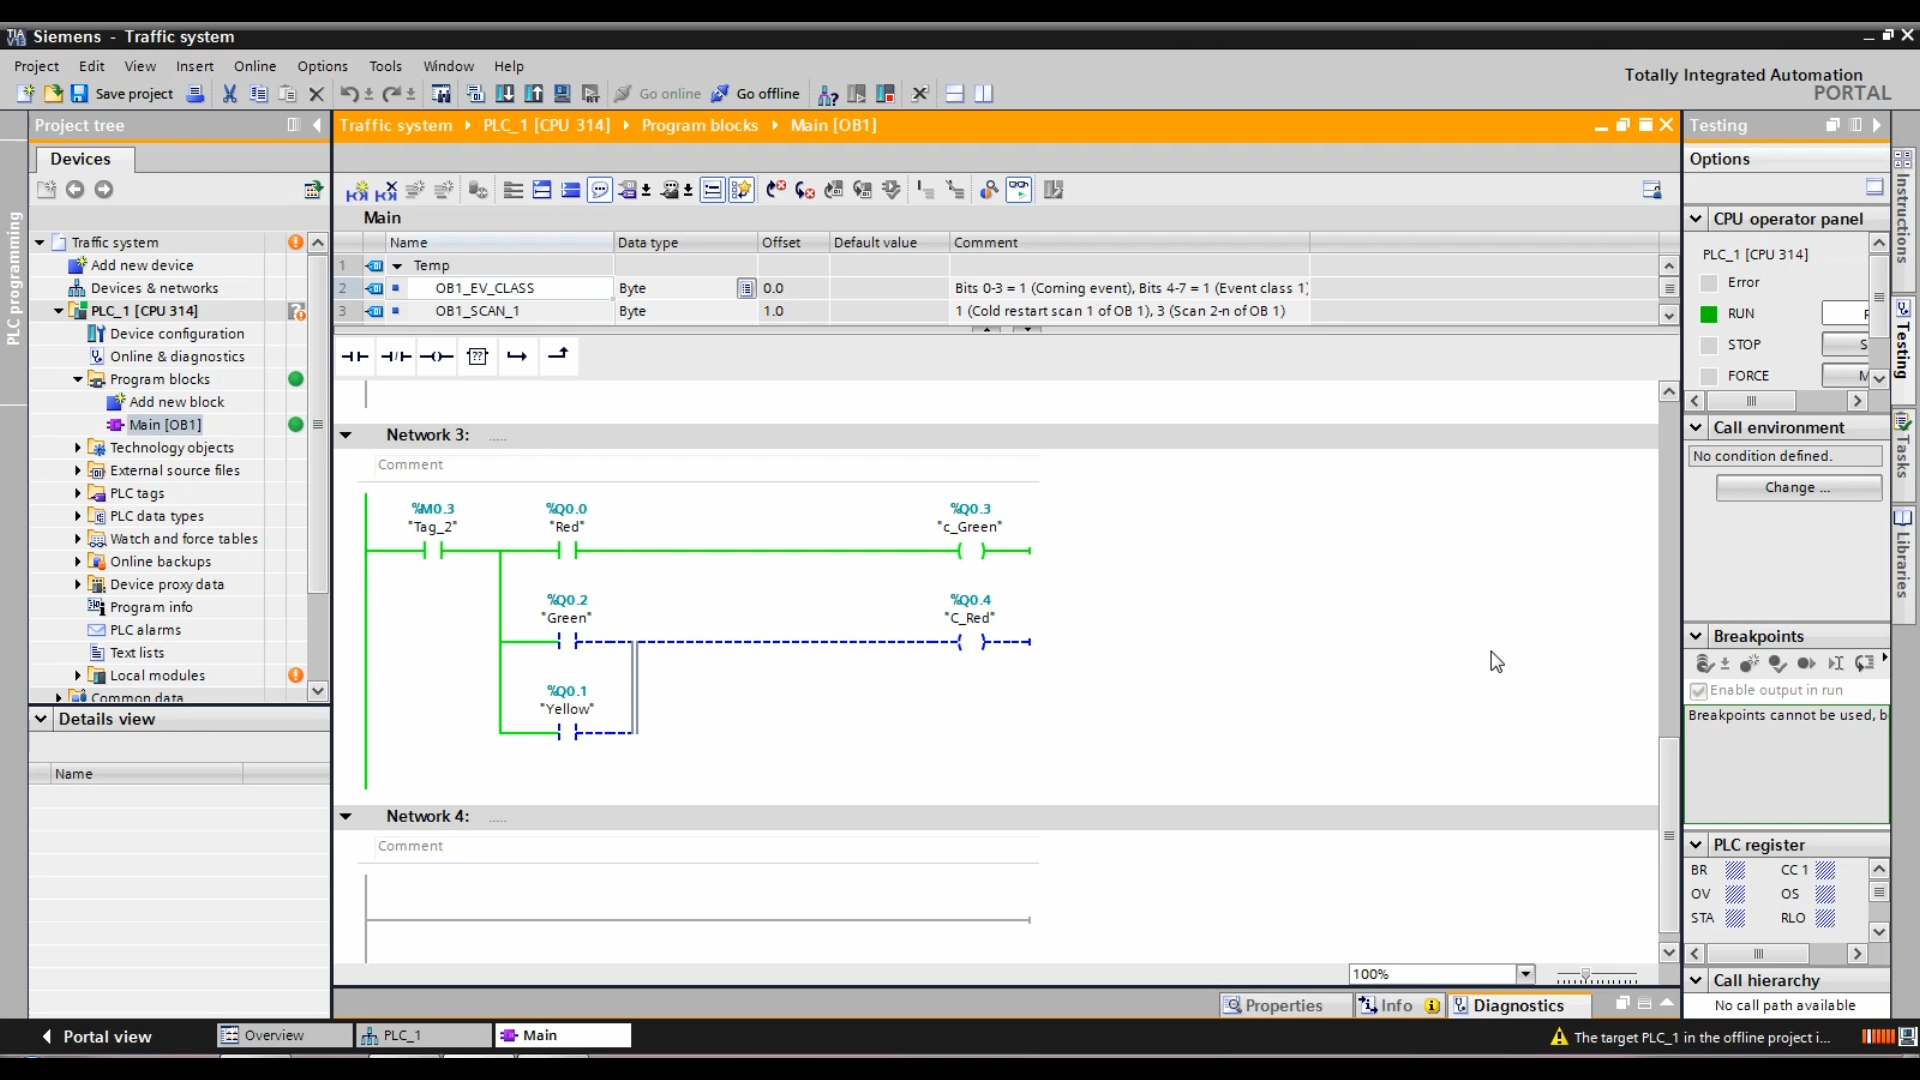 TIA V13 Siemens - Traffic system
Project Edit View Insert Online Options Tools Window Help
Totally Integrated Automation
PORTAL
Save project Go online Go offline
Project tree
Traffic system PLC_1 [CPU 314] Program blocks Main [OB1]
Testing
Devices
Options
PLC programming
Main
CPU operator panel
Name Data type Offset Default value Comment
1 Temp
2 OB1_EV_CLASS Byte 0.0 Bits 0-3 = 1 (Coming event), Bits 4-7 = 1 (Event class 1)
3 OB1_SCAN_1 Byte 1.0 1 (Cold restart scan 1 of OB 1), 3 (Scan 2-n of OB 1)
PLC_1 [CPU 314]
Error
RUN
STOP S
FORCE M
Traffic system
Add new device
Devices & networks
PLC_1 [CPU 314]
Device configuration
Online & diagnostics
Program blocks
Add new block
Main [OB1]
Technology objects
External source files
PLC tags
PLC data types
Watch and force tables
Online backups
Device proxy data
Program info
PLC alarms
Text lists
Local modules
Common data
??
Network 3: .....
Comment
%M0.3 %Q0.0 %Q0.3
"Tag_2" "Red" "c_Green"
%Q0.2 %Q0.4
"Green" "C_Red"
%Q0.1
"Yellow"
Network 4: .....
Comment
100%
Call environment
No condition defined.
Change ...
Breakpoints
Enable output in run
Breakpoints cannot be used, b
PLC register
BR CC 1
OV OS
STA RLO
Call hierarchy
No call path available
Instructions
Testing
Tasks
Libraries
Details view
Name
Properties Info Diagnostics
Portal view Overview PLC_1 Main
The target PLC_1 in the offline project i...